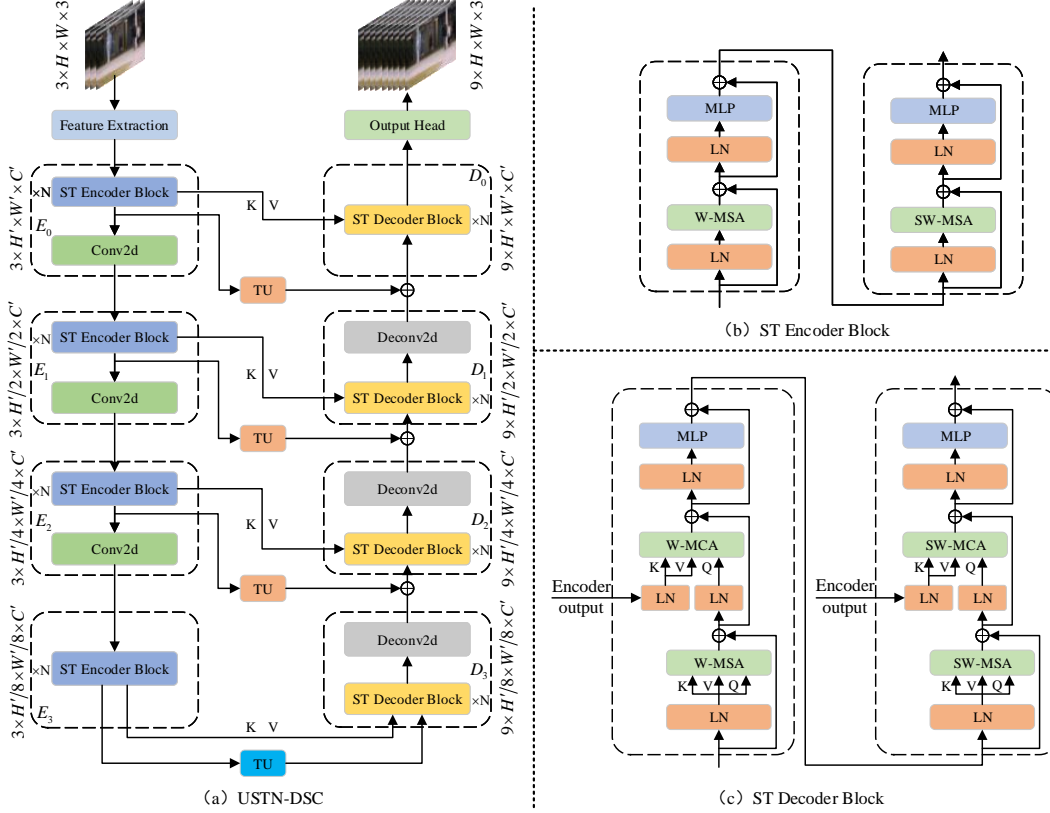 3×H×W×3
9×H×W×3
Feature Extraction
Output Head
3×H′×W′×C′
×N
ST Encoder Block
E0
Conv2d
K V
D0
ST Decoder Block
×N
9×H′×W′×C′
TU
3×H′/2×W′/2×C′
×N
ST Encoder Block
E1
Conv2d
K V
Deconv2d
D1
ST Decoder Block
×N
9×H′/2×W′/2×C′
TU
3×H′/4×W′/4×C′
×N
ST Encoder Block
E2
Conv2d
K V
Deconv2d
D2
ST Decoder Block
×N
9×H′/4×W′/4×C′
TU
3×H′/8×W′/8×C′
×N
ST Encoder Block
E3
K V
Deconv2d
D3
ST Decoder Block
×N
9×H′/8×W′/8×C′
TU
(a) USTN-DSC
MLP
LN
W-MSA
LN
MLP
LN
SW-MSA
LN
(b) ST Encoder Block
MLP
LN
W-MCA
K V Q
Encoder
output
LN
LN
W-MSA
K V Q
LN
MLP
LN
SW-MCA
K V Q
Encoder
output
LN
LN
SW-MSA
K V Q
LN
(c) ST Decoder Block